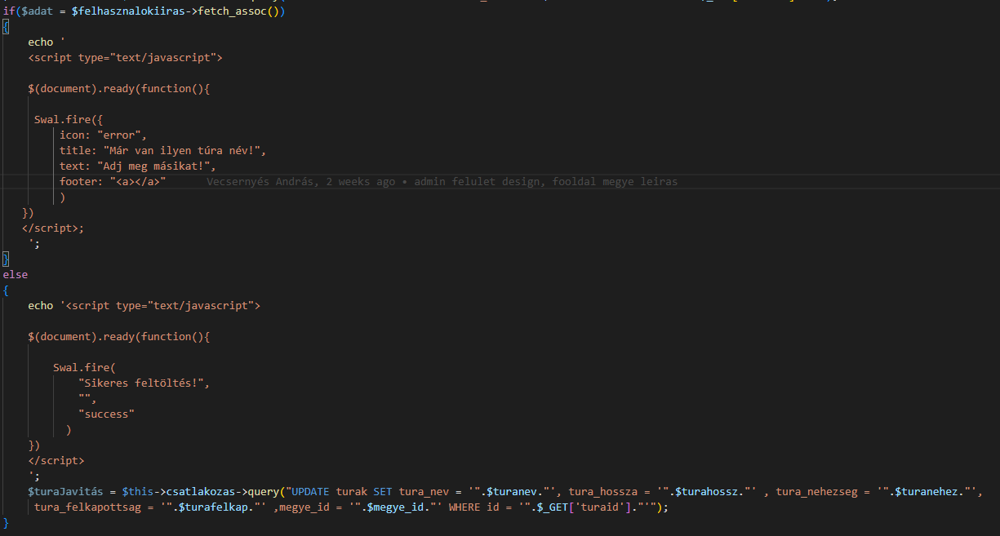 if($adat = $felhasznalokiiras->fetch_assoc())
{
echo '
<script type="text/javascript">
$(document).ready(function(){
Swal.fire({
icon: "error",
title: "Már van ilyen túra név!",
text: "Adj meg másikat!",
footer: "<a></a>" Vecsernyés András, 2 weeks ago • admin felulet design, fooldal megye leiras
)
})
</script>;
';
}
else
{
echo '<script type="text/javascript">
$(document).ready(function(){
Swal.fire(
"Sikeres feltöltés!",
"",
"success"
)
})
</script>
';
$turaJavitás = $this->csatlakozas->query("UPDATE turak SET tura_nev = '".$turanev."', tura_hossza = '".$turahossz."' , tura_nehezseg = '".$turanehez."',
tura_felkapottsag = '".$turafelkap."' ,megye_id = '".$megye_id."' WHERE id = '".$_GET['turaid']."'");
}